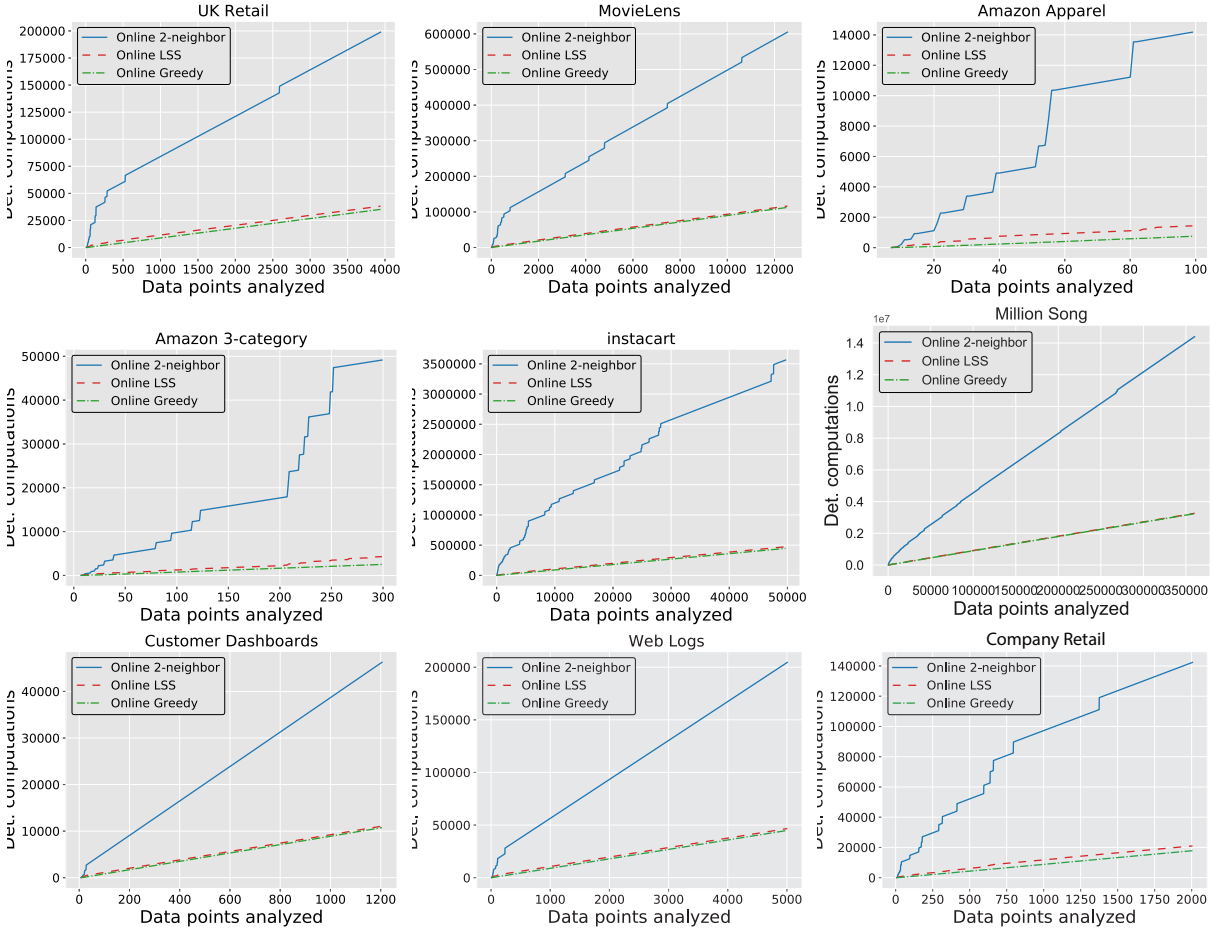 UK Retail
200000
175000
150000
125000
100000
75000
50000
25000
0
Det. computations
Online 2-neighbor
Online LSS
Online Greedy
0 500 1000 1500 2000 2500 3000 3500 4000
Data points analyzed
MovieLens
600000
500000
400000
300000
200000
100000
0
Det. computations
Online 2-neighbor
Online LSS
Online Greedy
0 2000 4000 6000 8000 10000 12000
Data points analyzed
Amazon Apparel
14000
12000
10000
8000
6000
4000
2000
0
Det. computations
Online 2-neighbor
Online LSS
Online Greedy
20 40 60 80 100
Data points analyzed
Amazon 3-category
50000
40000
30000
20000
10000
0
Det. computations
Online 2-neighbor
Online LSS
Online Greedy
0 50 100 150 200 250 300
Data points analyzed
instacart
3500000
3000000
2500000
2000000
1500000
1000000
500000
0
Det. computations
Online 2-neighbor
Online LSS
Online Greedy
0 10000 20000 30000 40000 50000
Data points analyzed
Million Song
1e7
1.4
1.2
1.0
0.8
0.6
0.4
0.2
0.0
Det. computations
Online 2-neighbor
Online LSS
Online Greedy
0 50000 100000 150000 200000 250000 300000 350000
Data points analyzed
Customer Dashboards
40000
30000
20000
10000
0
Det. computations
Online 2-neighbor
Online LSS
Online Greedy
0 200 400 600 800 1000 1200
Data points analyzed
Web Logs
200000
150000
100000
50000
0
Det. computations
Online 2-neighbor
Online LSS
Online Greedy
0 1000 2000 3000 4000 5000
Data points analyzed
Company Retail
140000
120000
100000
80000
60000
40000
20000
0
Det. computations
Online 2-neighbor
Online LSS
Online Greedy
0 250 500 750 1000 1250 1500 1750 2000
Data points analyzed